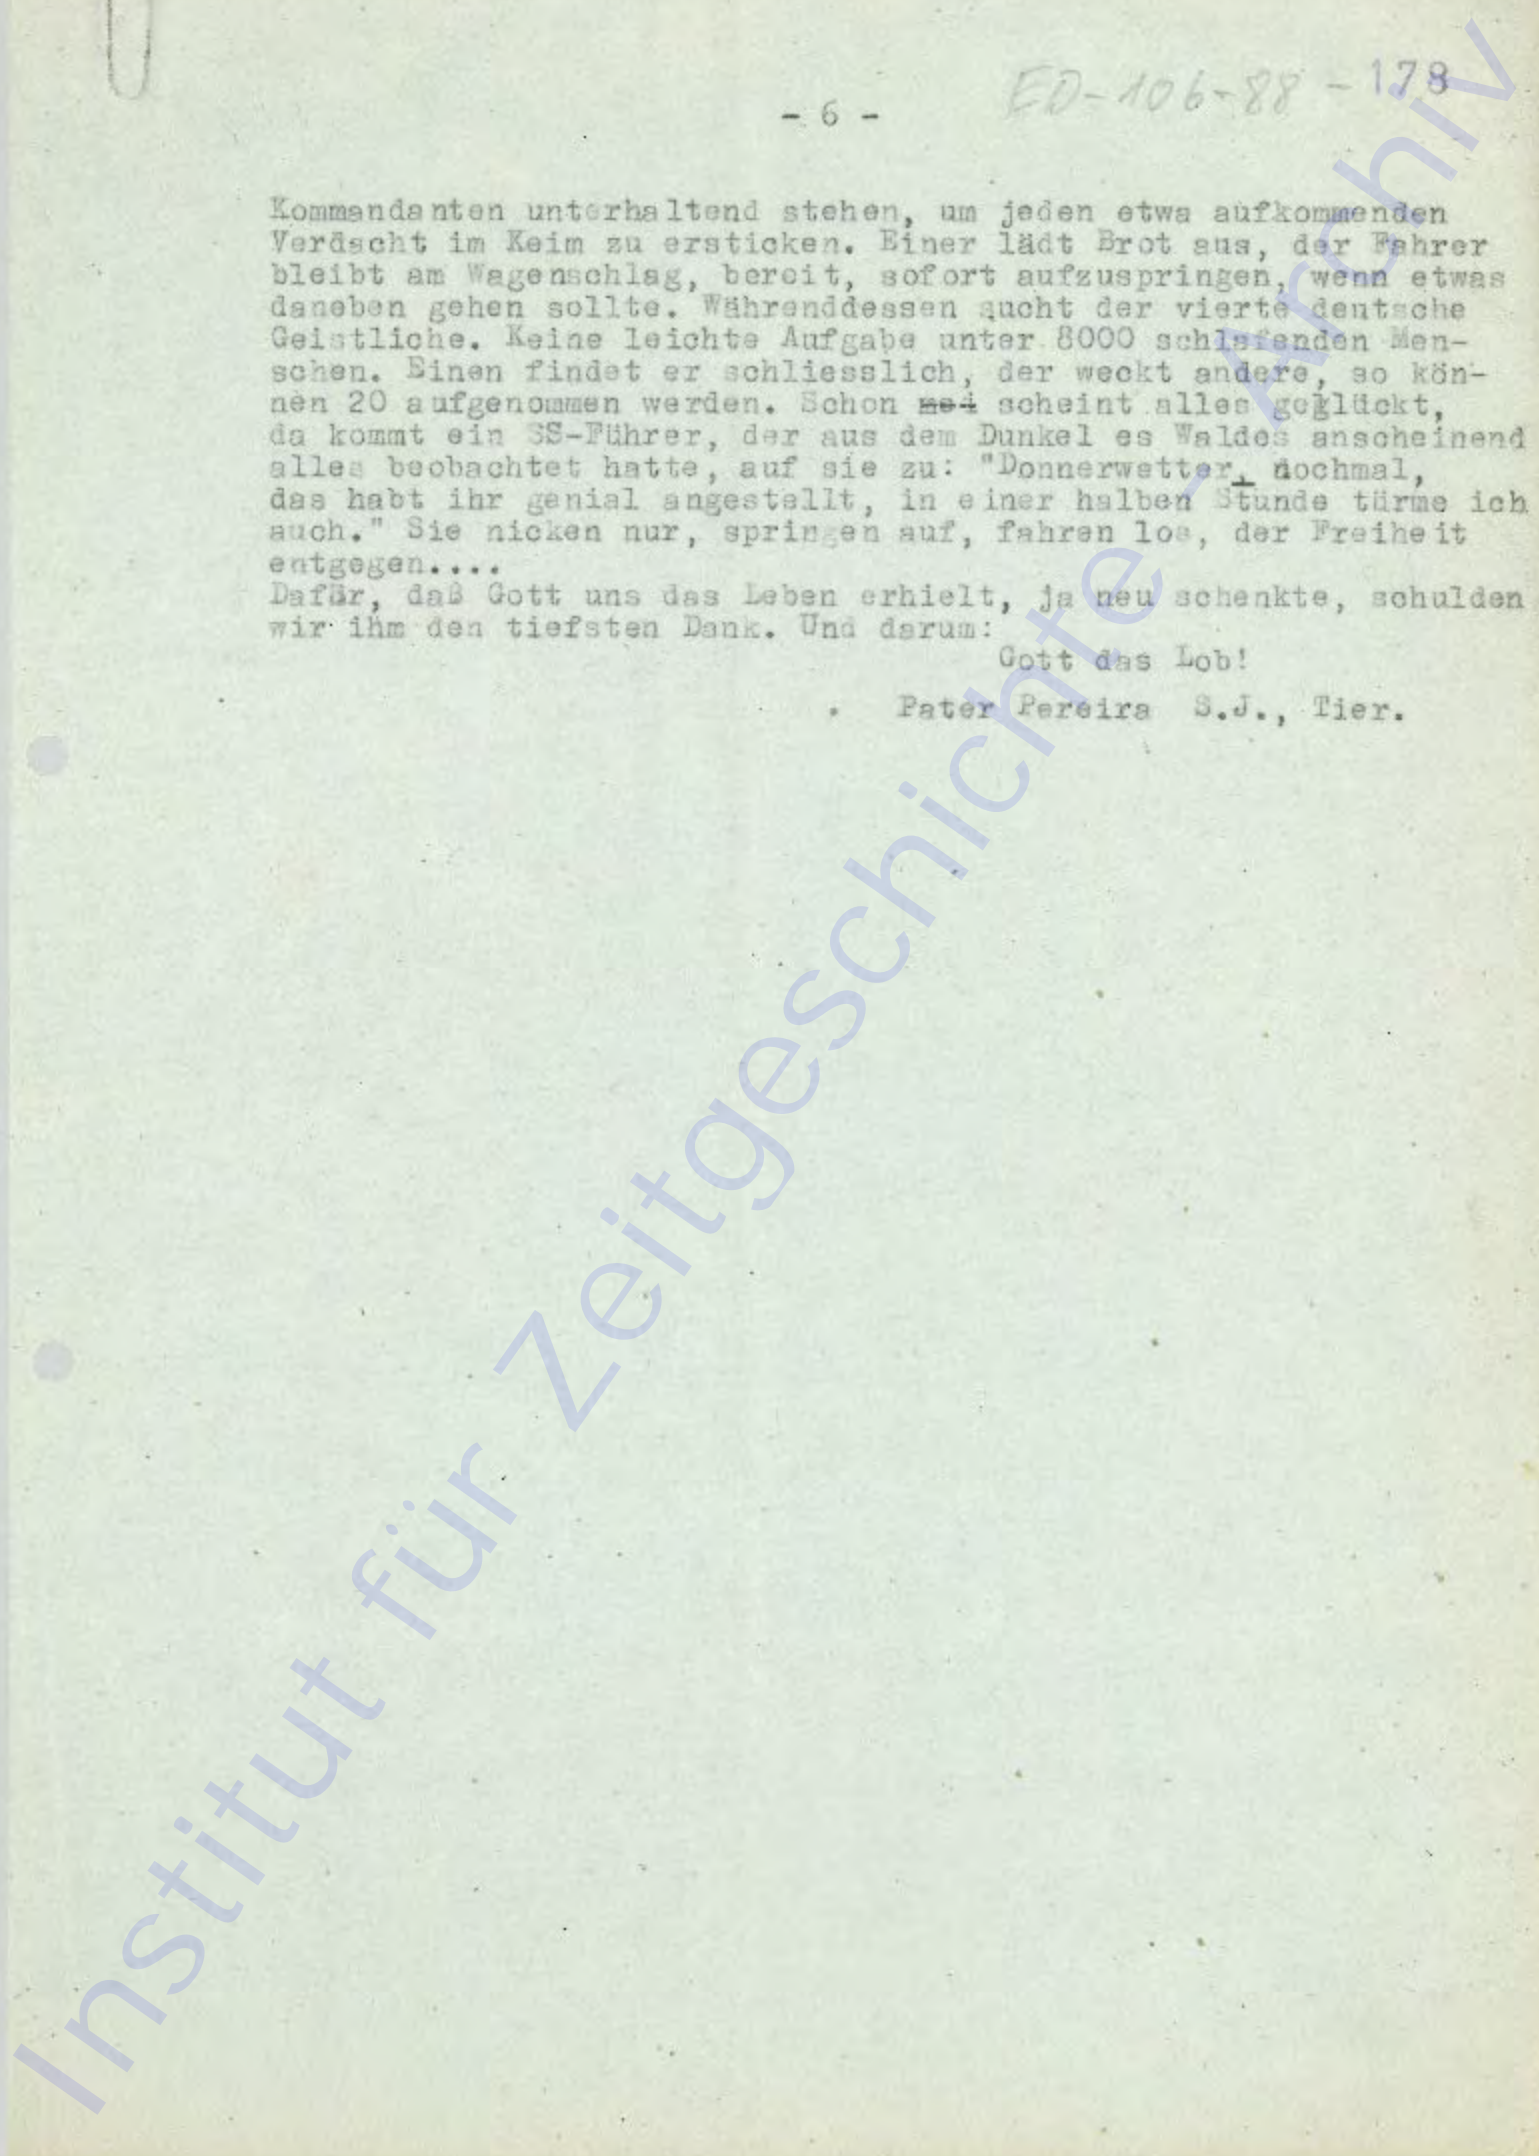 ED-106-88-178
- 6 -
Kommandanten unterhaltend stehen, um jeden etwa aufkommenden
Verdacht im Keim zu ersticken. Einer lädt Brot aus, der Fahrer
bleibt am Wagenschlag, bereit, sofort aufzuspringen, wenn etwas
daneben gehen sollte. Währenddessen sucht der vierte deutsche
Geistliche. Keine leichte Aufgabe unter 8000 schlafenden Men-
schen. Einen findet er schliesslich, der weckt andere, so kön-
nen 20 aufgenommen werden. Schon scheint alles geglückt,
da kommt ein SS-Führer, der aus dem Dunkel es Waldes anscheinend
alles beobachtet hatte, auf sie zu: "Donnerwetter, nochmal,
das habt ihr genial angestellt, in einer halben Stunde türme ich
auch." Sie nicken nur, springen auf, fahren los, der Freiheit
entgegen....
Dafür, daß Gott uns das Leben erhielt, ja neu schenkte, schulden
wir ihm den tiefsten Dank. Und darum:
Gott das Lob!
Pater Pereira S.J., Tier.
Institut für Zeitgeschichte - Archiv